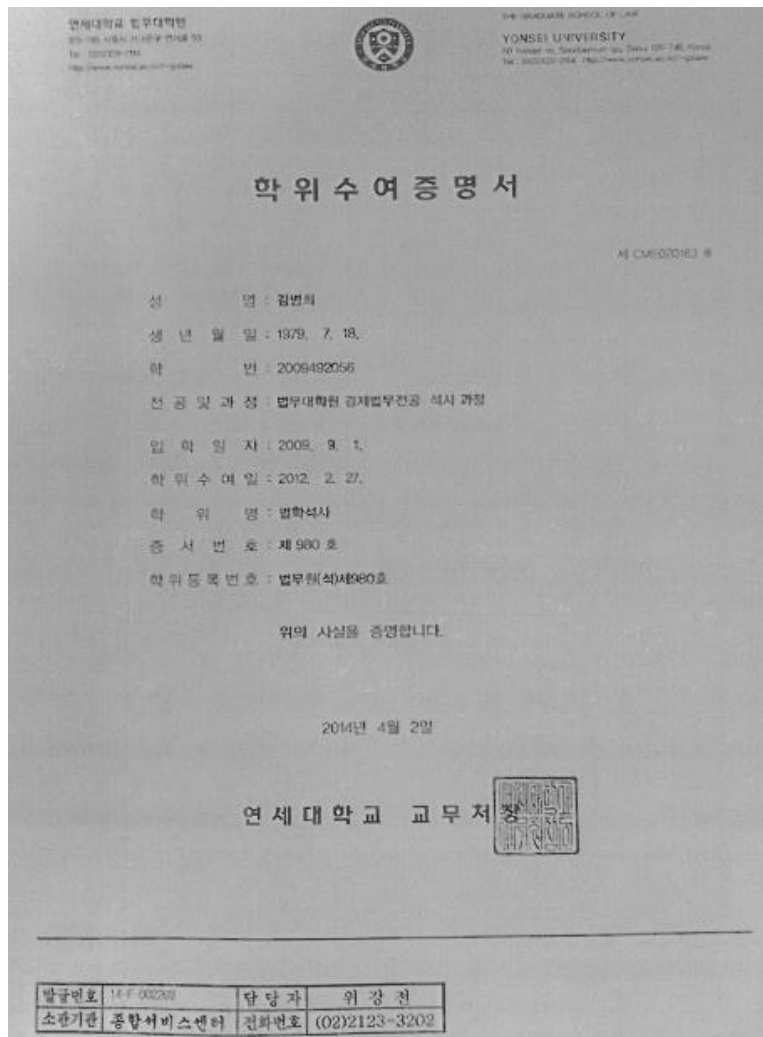 연세대학교 법무대학원
THE GRADUATE SCHOOL OF LAW
YONSEI UNIVERSITY
학위수여증명서
성 명 : 김병희
생 년 월 일 : 1979. 7. 18.
학 번 : 2009492056
전 공 및 과 정 : 법무대학원 경제법무전공 석사 과정
입 학 일 자 : 2009. 9. 1.
학 위 수 여 일 : 2012. 2. 27.
학 위 명 : 법학석사
증 서 번 호 : 제 980 호
학위등록번호 : 법무원(석)제980호
위의 사실을 증명합니다.
2014년 4월 2일
연세대학교 교무처장
발급번호 담당자 위강전
소관기관 종합서비스센터 전화번호 (02)2123-3202